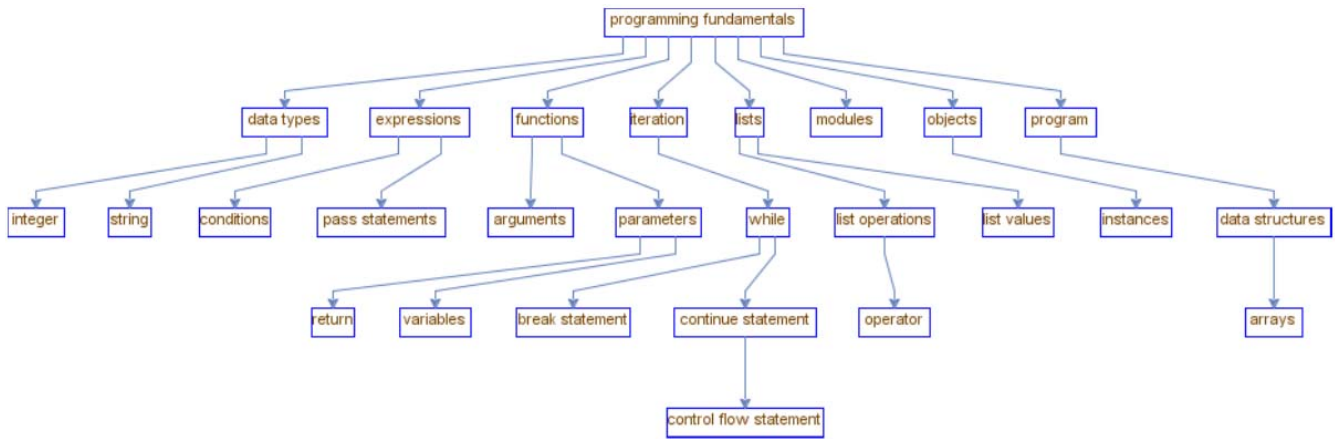 programming fundamentals
data types
expressions
functions
iteration
lists
modules
objects
program
integer
string
conditions
pass statements
arguments
parameters
while
list operations
list values
instances
data structures
return
variables
break statement
continue statement
operator
arrays
control flow statement